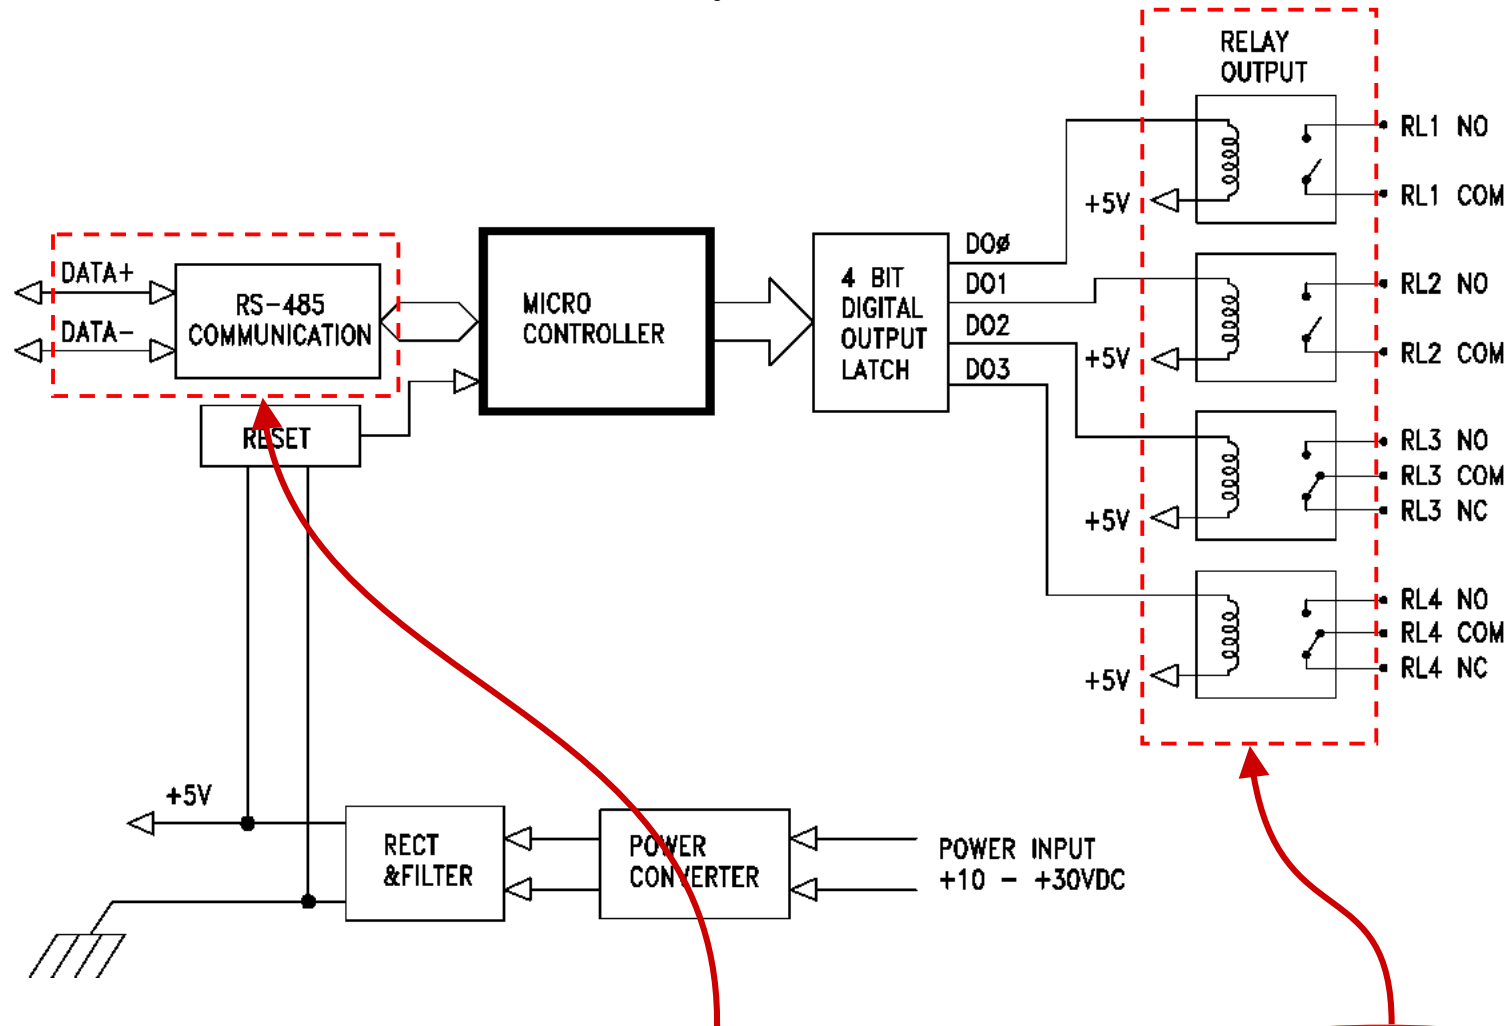 RELAY
OUTPUT
RL1 NO
+5V
RL1 COM
DATA+
DATA-
RS-485
COMMUNICATION
MICRO
CONTROLLER
4 BIT
DIGITAL
OUTPUT
LATCH
DOø
DO1
DO2
DO3
RL2 NO
+5V
RL2 COM
RESET
RL3 NO
RL3 COM
+5V
RL3 NC
RL4 NO
RL4 COM
+5V
RL4 NC
+5V
RECT
&FILTER
POWER
CONVERTER
POWER INPUT
+10 - +30VDC